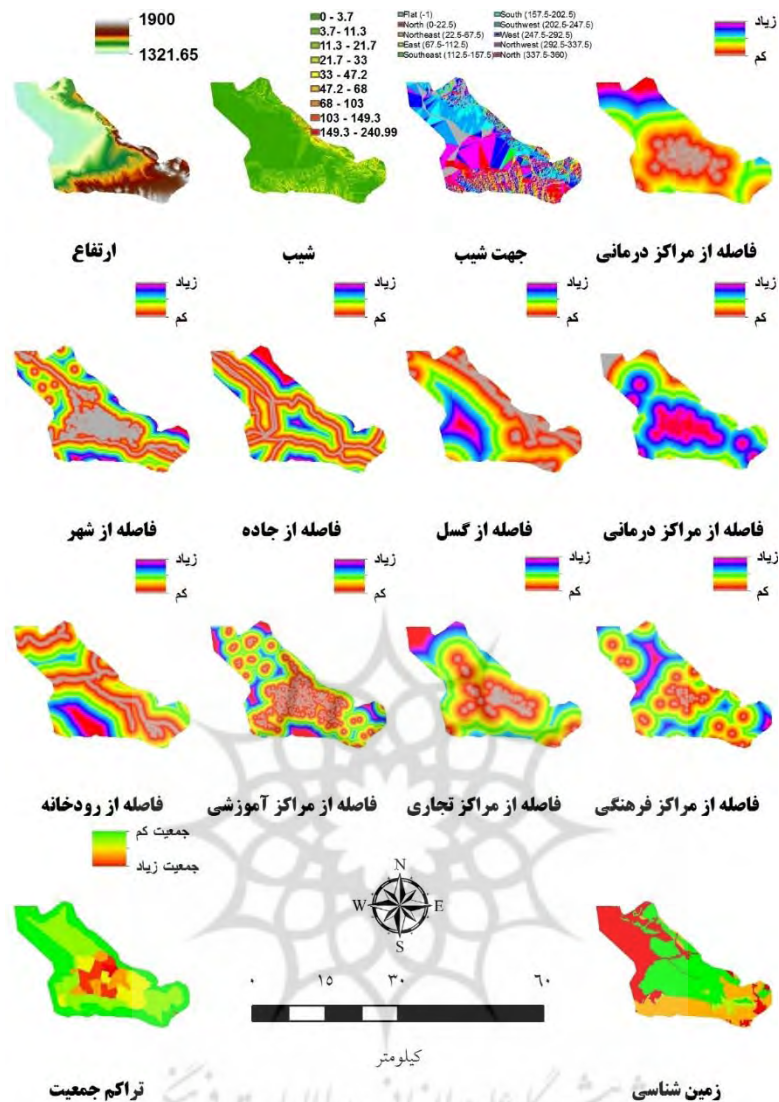 1900
1321.65
0 - 3.7
3.7 - 11.3
11.3 - 21.7
21.7 - 33
33 - 47.2
47.2 - 68
68 - 103
103 - 149.3
149.3 - 240.99
Flat (-1)
North (0-22.5)
Northeast (22.5-67.5)
East (67.5-112.5)
Southeast (112.5-157.5)
South (157.5-202.5)
Southwest (202.5-247.5)
West (247.5-292.5)
Northwest (292.5-337.5)
North (337.5-360)
زیاد
کم
ارتفاع
شیب
جهت شیب
فاصله از مراکز درمانی
زیاد
کم
زیاد
کم
زیاد
کم
زیاد
کم
فاصله از شهر
فاصله از جاده
فاصله از گسل
فاصله از مراکز درمانی
زیاد
کم
زیاد
کم
زیاد
کم
زیاد
کم
فاصله از رودخانه
فاصله از مراکز آموزشی
فاصله از مراکز تجاری
فاصله از مراکز فرهنگی
جمعیت کم
جمعیت زیاد
N
W E
S
۰ ۱۵ ۳۰ ۶۰
کیلومتر
تراکم جمعیت
زمین شناسی